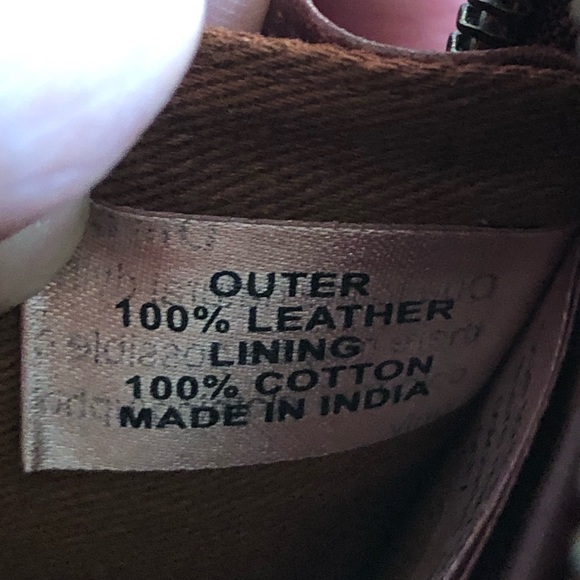 OUTER
100% LEATHER
LINING
100% COTTON
MADE IN INDIA